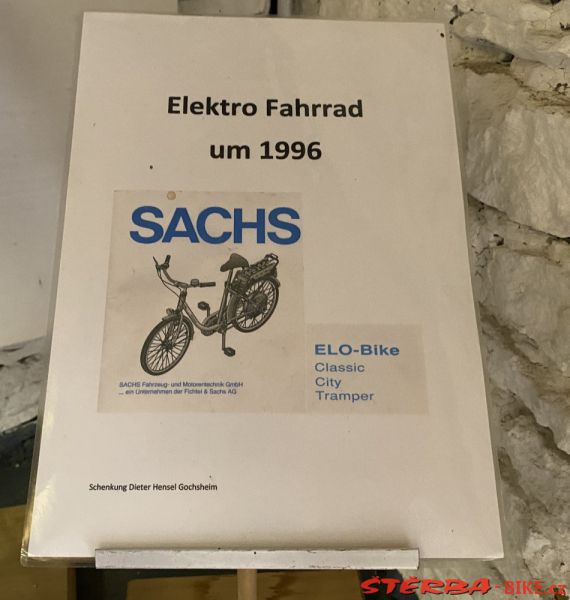 Elektro Fahrrad
um 1996
SACHS
SACHS Fahrzeug- und Motorentechnik GmbH
... ein Unternehmen der Fichtel & Sachs AG
ELO-Bike
Classic
City
Tramper
Schenkung Dieter Hensel Gochsheim
STERBA-BIKE.cz